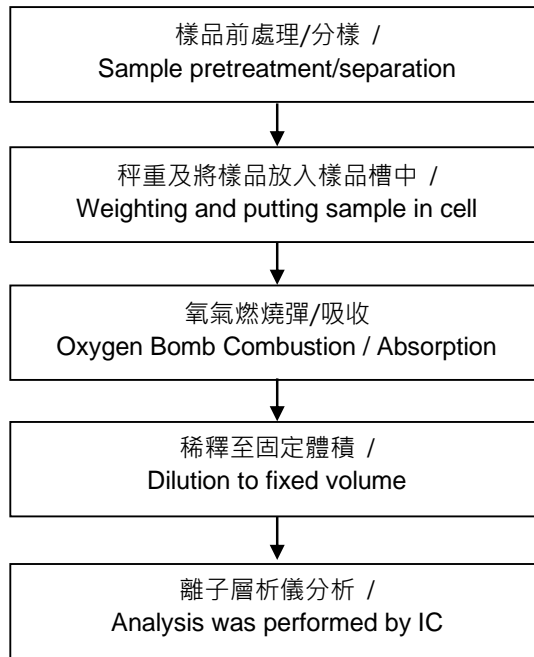 樣品前處理/分樣 /
Sample pretreatment/separation
秤重及將樣品放入樣品槽中 /
Weighting and putting sample in cell
氧氣燃燒彈/吸收
Oxygen Bomb Combustion / Absorption
稀釋至固定體積 /
Dilution to fixed volume
離子層析儀分析 /
Analysis was performed by IC